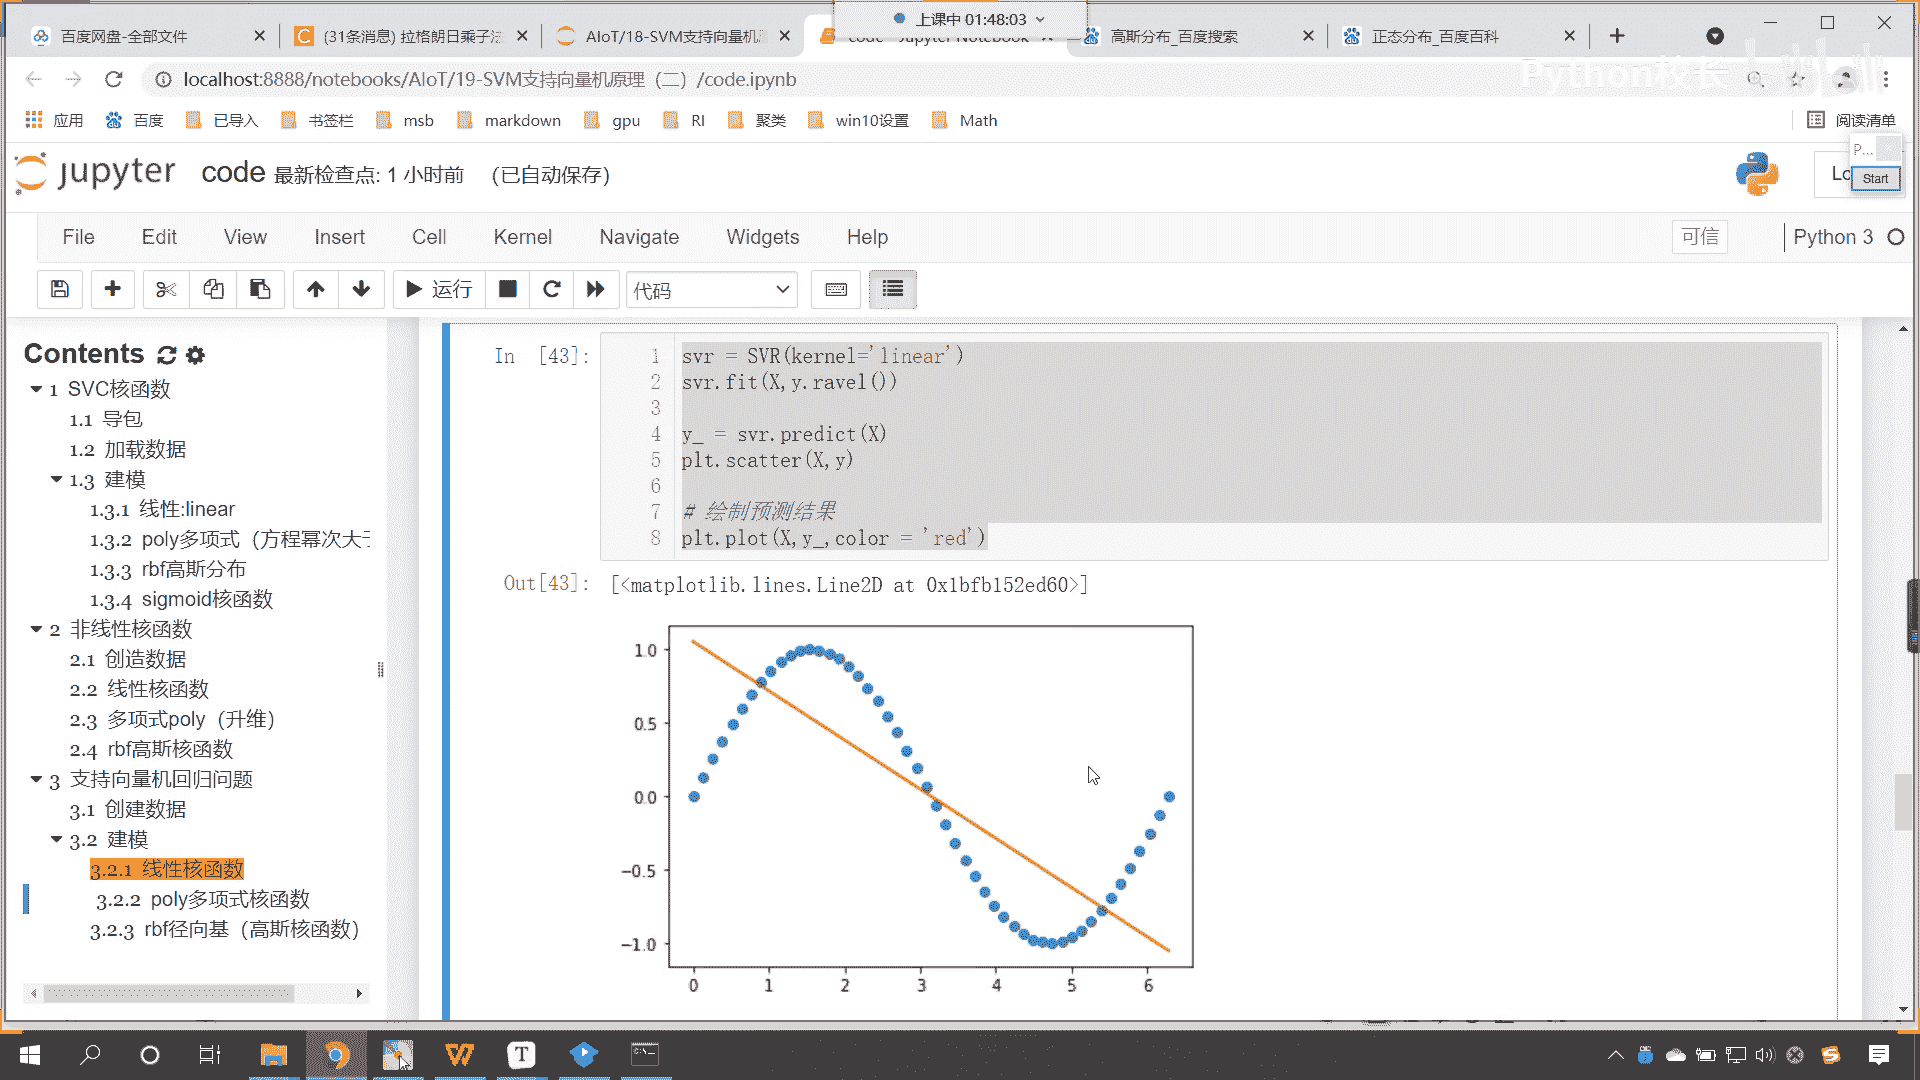 上课中 01:48:03
百度网盘-全部文件
(31条消息) 拉格朗日乘子法
AIoT/18-SVM支持向量机原
code - Jupyter Notebook
高斯分布_百度搜索
正态分布_百度百科
Python校长
localhost:8888/notebooks/AIoT/19-SVM支持向量机原理（二）/code.ipynb
应用
百度
已导入
书签栏
msb
markdown
gpu
RI
聚类
win10设置
Math
阅读清单
P...
Start
jupyter
code 最新检查点: 1 小时前 (已自动保存)
Lo
File Edit View Insert Cell Kernel Navigate Widgets Help
可信
Python 3
运行
代码
Contents
1 SVC核函数
1.1 导包
1.2 加载数据
1.3 建模
1.3.1 线性:linear
1.3.2 poly多项式（方程幂次大于
1.3.3 rbf高斯分布
1.3.4 sigmoid核函数
2 非线性核函数
2.1 创造数据
2.2 线性核函数
2.3 多项式poly（升维）
2.4 rbf高斯核函数
3 支持向量机回归问题
3.1 创建数据
3.2 建模
3.2.1 线性核函数
3.2.2 poly多项式核函数
3.2.3 rbf径向基（高斯核函数）
In [43]:
1 svr = SVR(kernel='linear')
2 svr.fit(X,y.ravel())
3
4 y_ = svr.predict(X)
5 plt.scatter(X,y)
6
7 # 绘制预测结果
8 plt.plot(X,y_,color = 'red')
Out[43]: [<matplotlib.lines.Line2D at 0x1bfb152ed60>]
1.0
0.5
0.0
−0.5
−1.0
0 1 2 3 4 5 6